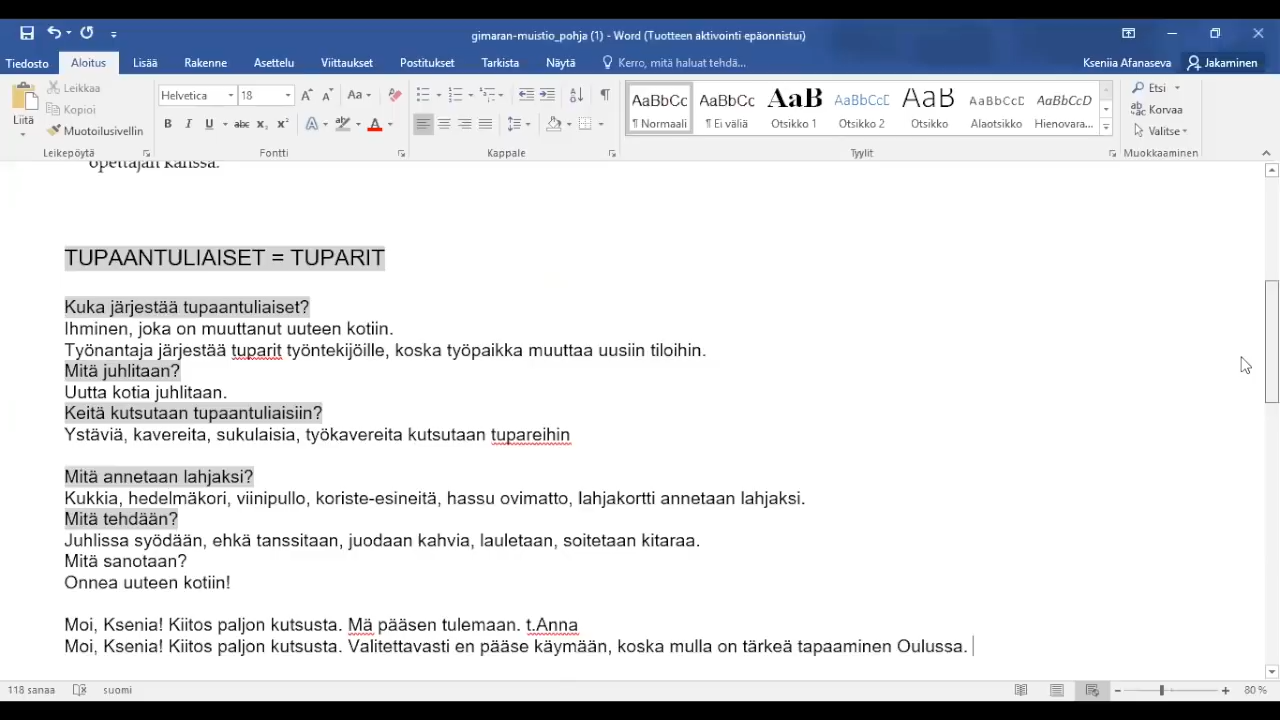 gimaran-muistio_pohja (1) - Word (Tuotteen aktivointi epäonnistui)
Tiedosto Aloitus Lisää Rakenne Asettelu Viittaukset Postitukset Tarkista Näytä Kerro, mitä haluat tehdä... Kseniia Afanaseva Jakaminen
Liitä
Leikkaa
Kopioi
Muotoilusivellin
Leikepöytä
Helvetica 18
Fontti
Kappale
AaBbCc AaBbCc AaB AaBbCcC AaB AaBbCcD AaBbCcD
¶ Normaali ¶ Ei väliä Otsikko 1 Otsikko 2 Otsikko Alaotsikko Hienovara...
Tyylit
Etsi
Korvaa
Valitse
Muokkaaminen
opettajan kanssa.
TUPAANTULIAISET = TUPARIT
Kuka järjestää tupaantuliaiset?
Ihminen, joka on muuttanut uuteen kotiin.
Työnantaja järjestää tuparit työntekijöille, koska työpaikka muuttaa uusiin tiloihin.
Mitä juhlitaan?
Uutta kotia juhlitaan.
Keitä kutsutaan tupaantuliaisiin?
Ystäviä, kavereita, sukulaisia, työkavereita kutsutaan tupareihin
Mitä annetaan lahjaksi?
Kukkia, hedelmäkori, viinipullo, koriste-esineitä, hassu ovimatto, lahjakortti annetaan lahjaksi.
Mitä tehdään?
Juhlissa syödään, ehkä tanssitaan, juodaan kahvia, lauletaan, soitetaan kitaraa.
Mitä sanotaan?
Onnea uuteen kotiin!
Moi, Ksenia! Kiitos paljon kutsusta. Mä pääsen tulemaan. t.Anna
Moi, Ksenia! Kiitos paljon kutsusta. Valitettavasti en pääse käymään, koska mulla on tärkeä tapaaminen Oulussa.
118 sanaa suomi 80 %